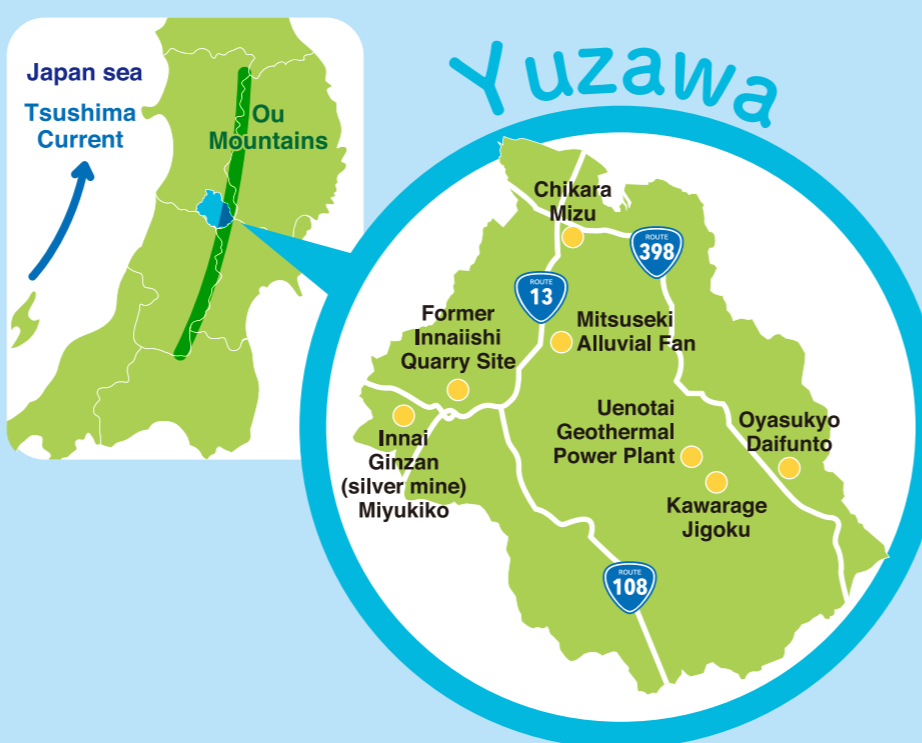 Japan sea
Tsushima
Current
Ou
Mountains
Yuzawa
Chikara
Mizu
ROUTE
398
ROUTE
13
Former
Innaiishi
Quarry Site
Mitsuseki
Alluvial Fan
Innai
Ginzan
(silver mine)
Miyukiko
Uenotai
Geothermal
Power Plant
Oyasukyo
Daifunto
Kawarage
Jigoku
ROUTE
108